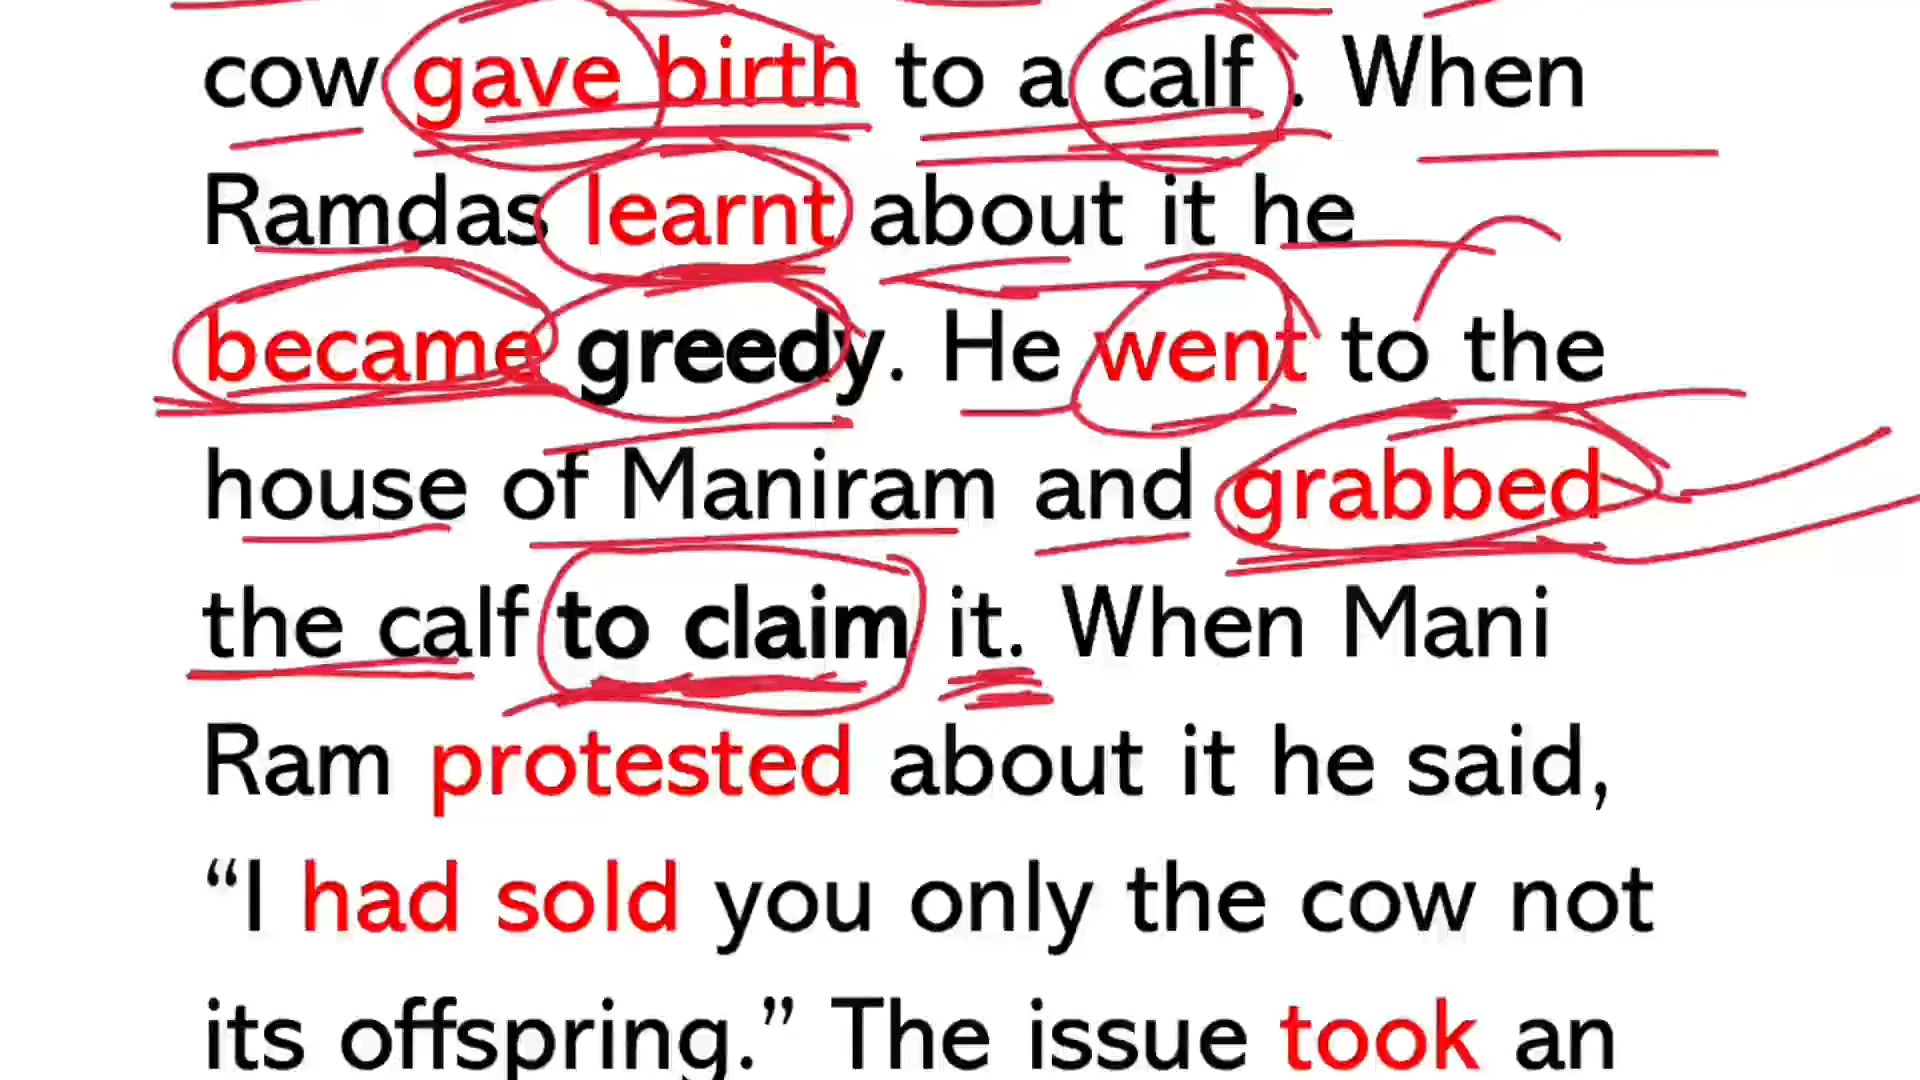 cow gave birth to a calf . When
Ramdas learnt about it he
became greedy. He went to the
house of Maniram and grabbed
the calf to claim it. When Mani
Ram protested about it he said,
“I had sold you only the cow not
its offspring.” The issue took an